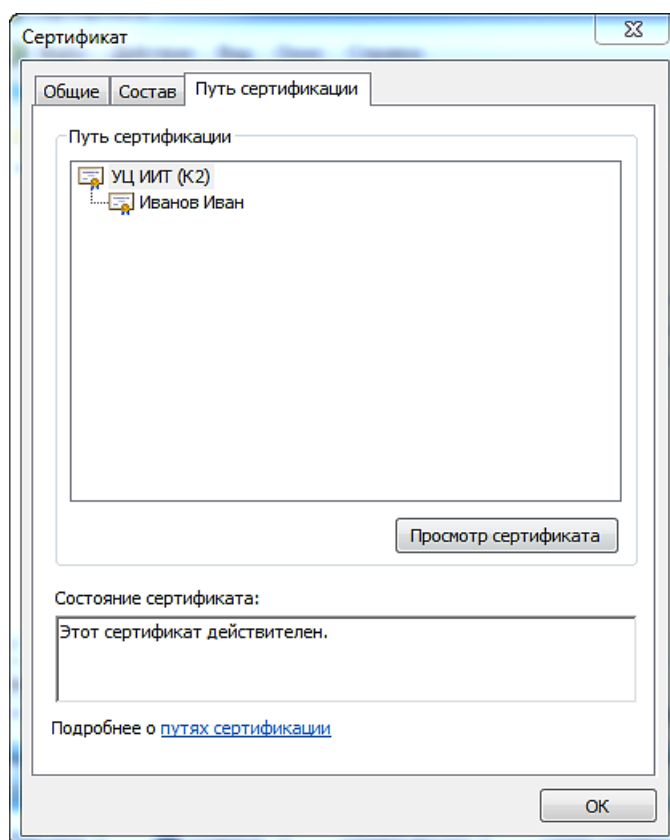 Сертификат
Общие Состав Путь сертификации
Путь сертификации
УЦ ИИТ (К2)
Иванов Иван
Просмотр сертификата
Состояние сертификата:
Этот сертификат действителен.
Подробнее о путях сертификации
ОК